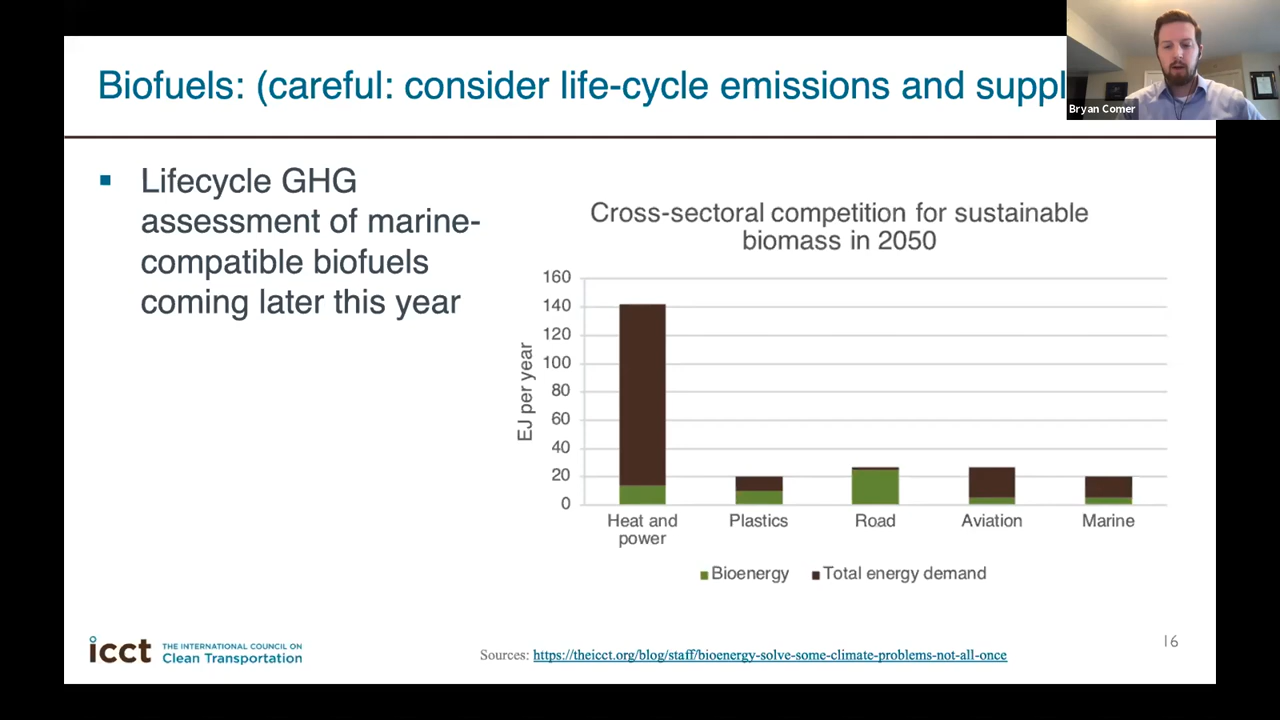 Biofuels: (careful: consider life-cycle emissions and suppl
Bryan Comer
▪ Lifecycle GHG
assessment of marine-
compatible biofuels
coming later this year
Cross-sectoral competition for sustainable
biomass in 2050
EJ per year
160
140
120
100
80
60
40
20
0
Heat and
power
Plastics
Road
Aviation
Marine
Bioenergy
Total energy demand
icct
THE INTERNATIONAL COUNCIL ON
Clean Transportation
Sources: https://theicct.org/blog/staff/bioenergy-solve-some-climate-problems-not-all-once
16